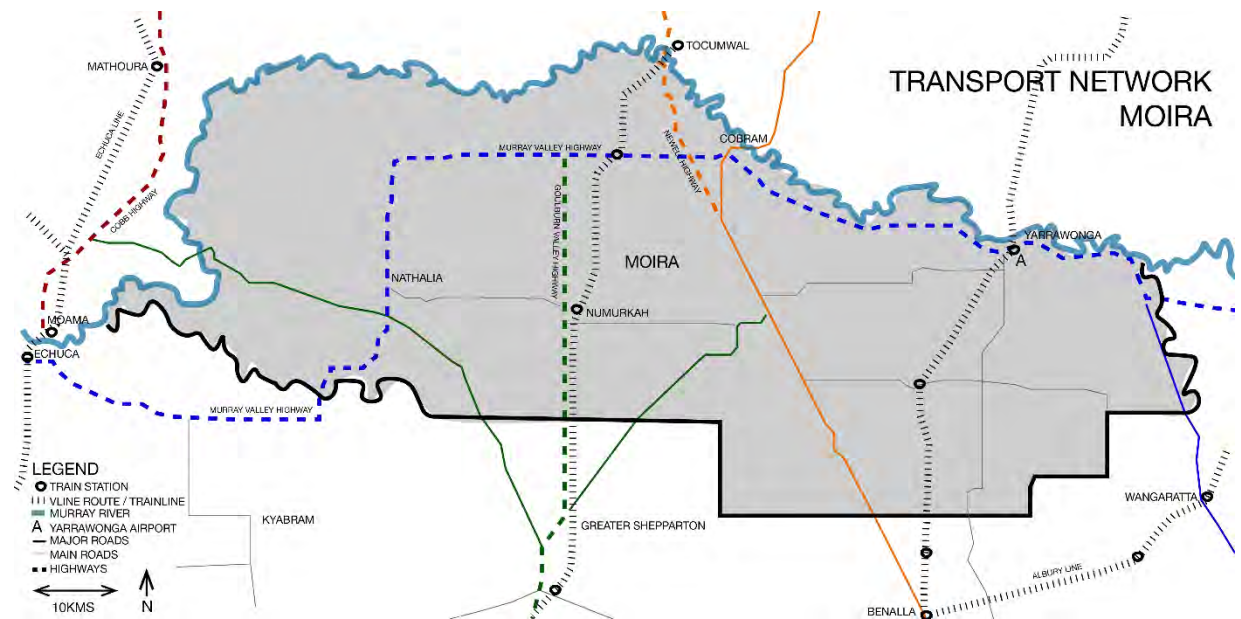 TOCUMWAL
MATHOURA
TRANSPORT NETWORK
MOIRA
ECHUCA LINE
COBRAM
MURRAY VALLEY HIGHWAY
NEWELL HIGHWAY
COBB HIGHWAY
GOULBURN VALLEY HIGHWAY
YARRAWONGA
A
MOIRA
NATHALIA
NUMURKAH
MOAMA
ECHUCA
MURRAY VALLEY HIGHWAY
LEGEND
TRAIN STATION
VLINE ROUTE / TRAINLINE
MURRAY RIVER
A YARRAWONGA AIRPORT
MAJOR ROADS
MAIN ROADS
HIGHWAYS
10KMS
N
KYABRAM
GREATER SHEPPARTON
WANGARATTA
ALBURY LINE
BENALLA